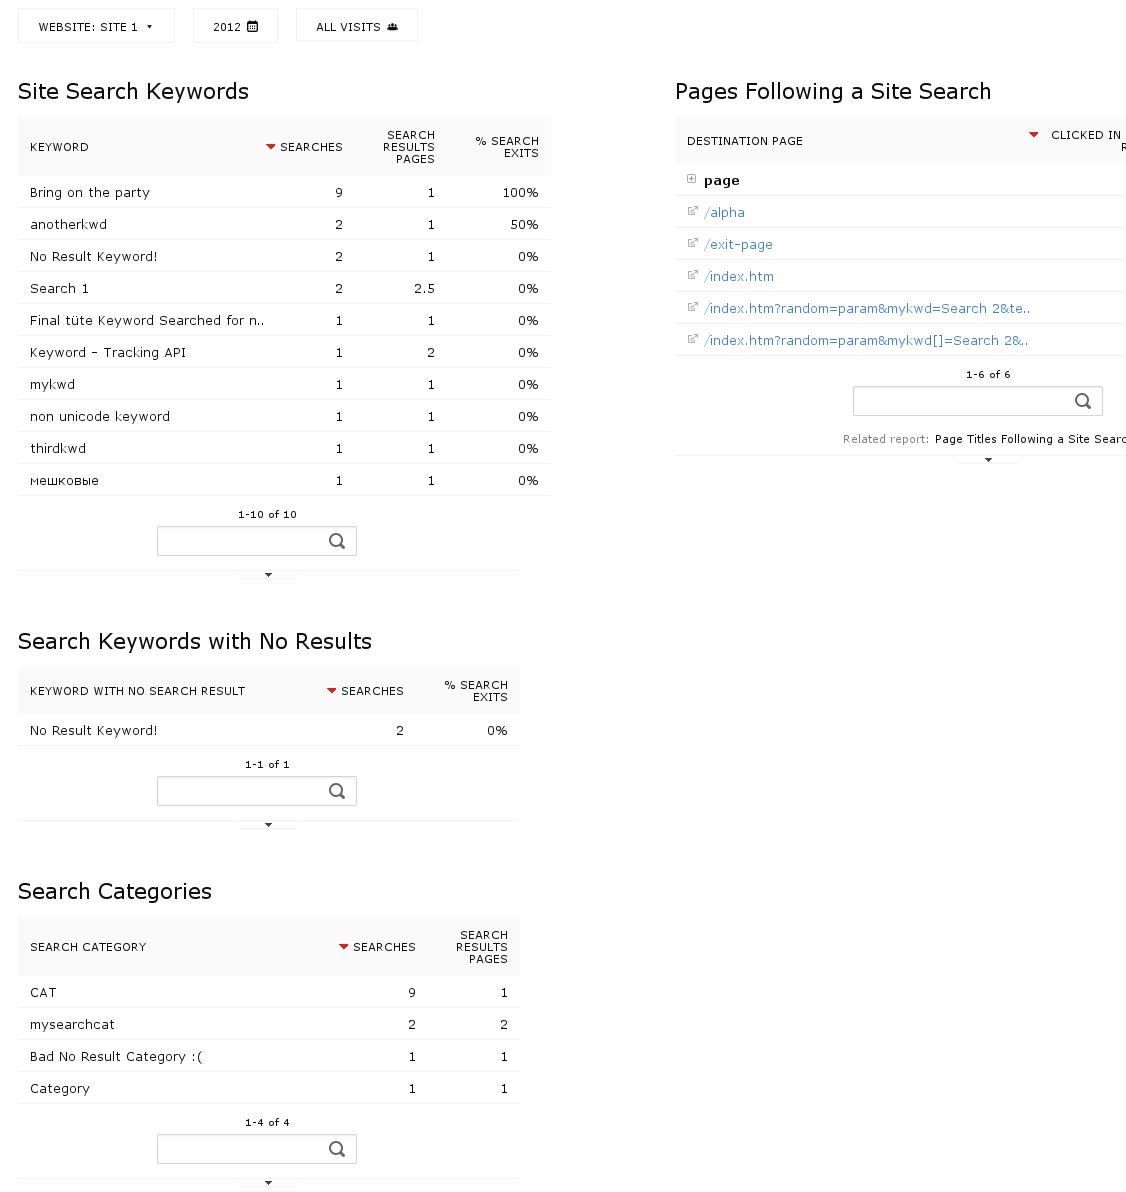 WEBSITE: SITE 1
2012
ALL VISITS
Site Search Keywords
KEYWORD SEARCHES SEARCH RESULTS PAGES % SEARCH EXITS
Bring on the party 9 1 100%
anotherkwd 2 1 50%
No Result Keyword! 2 1 0%
Search 1 2 2.5 0%
Final tüte Keyword Searched for n.. 1 1 0%
Keyword - Tracking API 1 2 0%
mykwd 1 1 0%
non unicode keyword 1 1 0%
thirdkwd 1 1 0%
мешковые 1 1 0%
1-10 of 10
Search Keywords with No Results
KEYWORD WITH NO SEARCH RESULT SEARCHES % SEARCH EXITS
No Result Keyword! 2 0%
1-1 of 1
Search Categories
SEARCH CATEGORY SEARCHES SEARCH RESULTS PAGES
CAT 9 1
mysearchcat 2 2
Bad No Result Category :( 1 1
Category 1 1
1-4 of 4
Pages Following a Site Search
DESTINATION PAGE CLICKED IN R
page
/alpha
/exit-page
/index.htm
/index.htm?random=param&mykwd=Search 2&te..
/index.htm?random=param&mykwd[]=Search 2&..
1-6 of 6
Related report: Page Titles Following a Site Searc